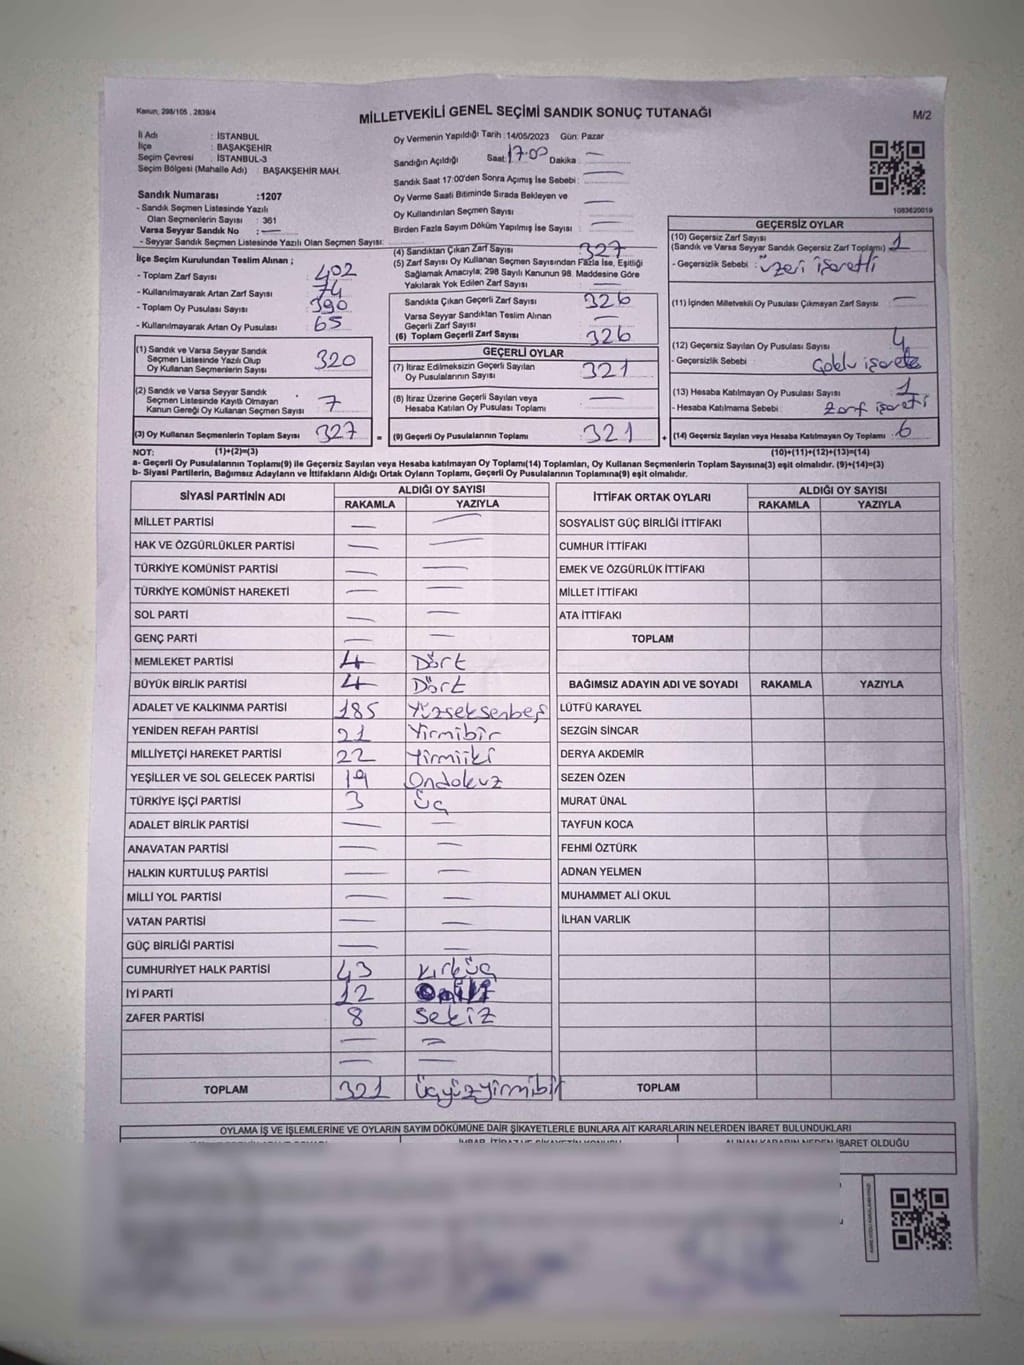 Kanun, 298/105 , 2839/4
MİLLETVEKİLİ GENEL SEÇİMİ SANDIK SONUÇ TUTANAĞI
M/2
İl Adı : İSTANBUL
İlçe : BAŞAKŞEHİR
Seçim Çevresi : İSTANBUL-3
Seçim Bölgesi (Mahalle Adı) : BAŞAKŞEHİR MAH.
Sandık Numarası :1207
- Sandık Seçmen Listesinde Yazılı
Olan Seçmenlerin Sayısı : 361
Varsa Seyyar Sandık No : —
- Seyyar Sandık Seçmen Listesinde Yazılı Olan Seçmen Sayısı:
Oy Vermenin Yapıldığı Tarih : 14/05/2023 Gün: Pazar
Sandığın Açıldığı Saat 17:00 Dakika : —
Sandık Saat 17:00'den Sonra Açımış İse Sebebi : —
Oy Verme Saati Bitiminde Sırada Bekleyen ve
Oy Kullandırılan Seçmen Sayısı : —
Birden Fazla Sayım Döküm Yapılmış İse Sayısı : —
1083620019
İlçe Seçim Kurulundan Teslim Alınan ;
- Toplam Zarf Sayısı : 402
- Kullanılmayarak Artan Zarf Sayısı : 74
- Toplam Oy Pusulası Sayısı : 390
- Kullanılmayarak Artan Oy Pusulası : 65
(1) Sandık ve Varsa Seyyar Sandık
Seçmen Listesinde Yazılı Olup
Oy Kullanan Seçmenlerin Sayısı : 320
(2) Sandık ve Varsa Seyyar Sandık
Seçmen Listesinde Kayıtlı Olmayan
Kanun Gereği Oy Kullanan Seçmen Sayısı : 7
(3) Oy Kullanan Seçmenlerin Toplam Sayısı : 327 =
(4) Sandıktan Çıkan Zarf Sayısı : 327
(5) Zarf Sayısı Oy Kullanan Seçmen Sayısından Fazla İse, Eşitliği
Sağlamak Amacıyla; 298 Sayılı Kanunun 98. Maddesine Göre
Yakılarak Yok Edilen Zarf Sayısı : —
Sandıkta Çıkan Geçerli Zarf Sayısı : 326
Varsa Seyyar Sandıktan Teslim Alınan
Geçerli Zarf Sayısı : —
(6) Toplam Geçerli Zarf Sayısı : 326
GEÇERLİ OYLAR
(7) İtiraz Edilmeksizin Geçerli Sayılan
Oy Pusulalarının Sayısı : 321
(8) İtiraz Üzerine Geçerli Sayılan veya
Hesaba Katılan Oy Pusulası Toplamı : —
(9) Geçerli Oy Pusulalarının Toplamı : 321 +
GEÇERSİZ OYLAR
(10) Geçersiz Zarf Sayısı
(Sandık ve Varsa Seyyar Sandık Geçersiz Zarf Toplamı) : 1
- Geçersizlik Sebebi : üzeri işaretli
(11) İçinden Milletvekili Oy Pusulası Çıkmayan Zarf Sayısı : —
(12) Geçersiz Sayılan Oy Pusulası Sayısı : 4
- Geçersizlik Sebebi : Çoklu işaret
(13) Hesaba Katılmayan Oy Pusulası Sayısı : 1
- Hesaba Katılmama Sebebi : Zarf işaretli
(14) Geçersiz Sayılan veya Hesaba Katılmayan Oy Toplamı : 6
NOT: (1)+(2)=(3) (10)+(11)+(12)+(13)=(14)
a- Geçerli Oy Pusulalarının Toplamı(9) ile Geçersiz Sayılan veya Hesaba katılmayan Oy Toplamı(14) Toplamları, Oy Kullanan Seçmenlerin Toplam Sayısına(3) eşit olmalıdır. (9)+(14)=(3)
b- Siyasi Partilerin, Bağımsız Adayların ve İttifakların Aldığı Oy Ortak Oyların Toplamı, Geçerli Oy Pusulalarının Toplamına(9) eşit olmalıdır.
SİYASİ PARTİNİN ADI ALDIĞI OY SAYISI
RAKAMLA YAZIYLA
MİLLET PARTİSİ — —
HAK VE ÖZGÜRLÜKLER PARTİSİ — —
TÜRKİYE KOMÜNİST PARTİSİ — —
TÜRKİYE KOMÜNİST HAREKETİ — —
SOL PARTİ — —
GENÇ PARTİ — —
MEMLEKET PARTİSİ 4 Dört
BÜYÜK BİRLİK PARTİSİ 4 Dört
ADALET VE KALKINMA PARTİSİ 185 Yüzseksenbeş
YENİDEN REFAH PARTİSİ 21 Yirmibir
MİLLİYETÇİ HAREKET PARTİSİ 22 Yirmiiki
YEŞİLLER VE SOL GELECEK PARTİSİ 19 Ondokuz
TÜRKİYE İŞÇİ PARTİSİ 3 Üç
ADALET BİRLİK PARTİSİ — —
ANAVATAN PARTİSİ — —
HALKIN KURTULUŞ PARTİSİ — —
MİLLİ YOL PARTİSİ — —
VATAN PARTİSİ — —
GÜÇ BİRLİĞİ PARTİSİ — —
CUMHURİYET HALK PARTİSİ 43 Kırküç
İYİ PARTİ 12
ZAFER PARTİSİ 8 Sekiz
— —
— —
TOPLAM 321 Üçyüzyirmibir
İTTİFAK ORTAK OYLARI ALDIĞI OY SAYISI
RAKAMLA YAZIYLA
SOSYALİST GÜÇ BİRLİĞİ İTTİFAKI
CUMHUR İTTİFAKI
EMEK VE ÖZGÜRLÜK İTTİFAKI
MİLLET İTTİFAKI
ATA İTTİFAKI
TOPLAM
BAĞIMSIZ ADAYIN ADI VE SOYADI RAKAMLA YAZIYLA
LÜTFÜ KARAYEL
SEZGİN SİNCAR
DERYA AKDEMİR
SEZEN ÖZEN
MURAT ÜNAL
TAYFUN KOCA
FEHMİ ÖZTÜRK
ADNAN YELMEN
MUHAMMET ALİ OKUL
İLHAN VARLIK
TOPLAM
OYLAMA İŞ VE İŞLEMLERİNE VE OYLARIN SAYIM DÖKÜMÜNE DAİR ŞİKAYETLERLE BUNLARA AİT KARARLARIN NELERDEN İBARET BULUNDUKLARI
İHBAR, İTİRAZ VE ŞİKAYETİN KONUSU ALINAN KARARIN NEDEN İBARET OLDUĞU